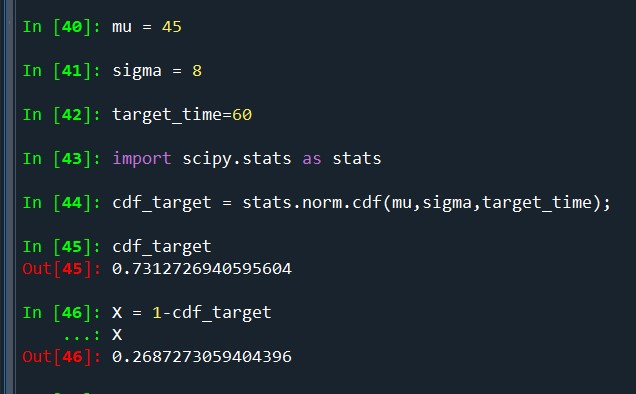 In [40]: mu = 45
In [41]: sigma = 8
In [42]: target_time=60
In [43]: import scipy.stats as stats
In [44]: cdf_target = stats.norm.cdf(mu,sigma,target_time);
In [45]: cdf_target
Out[45]: 0.7312726940595604
In [46]: X = 1-cdf_target
...: X
Out[46]: 0.2687273059404396